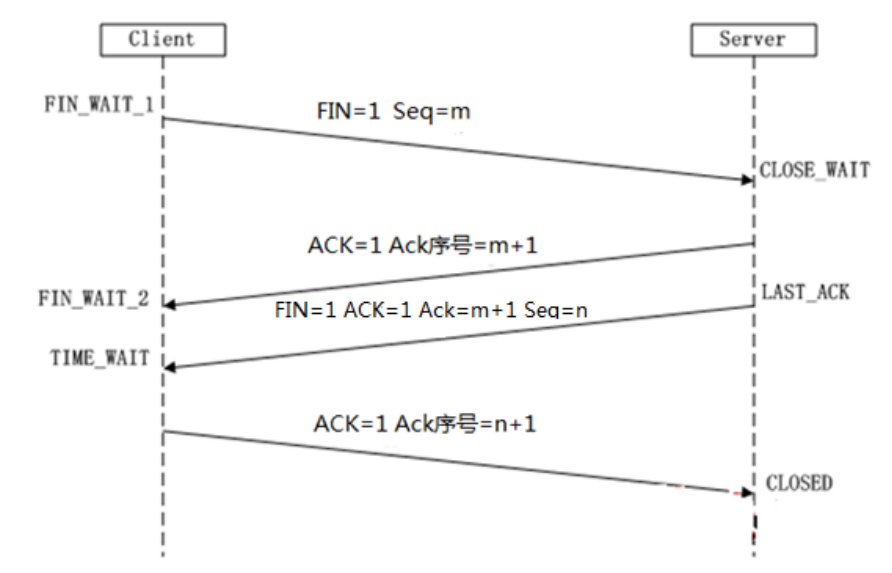 Client
Server
FIN_WAIT_1
FIN=1 Seq=m
CLOSE_WAIT
ACK=1 Ack序号=m+1
FIN_WAIT_2
LAST_ACK
FIN=1 ACK=1 Ack=m+1 Seq=n
TIME_WAIT
ACK=1 Ack序号=n+1
CLOSED